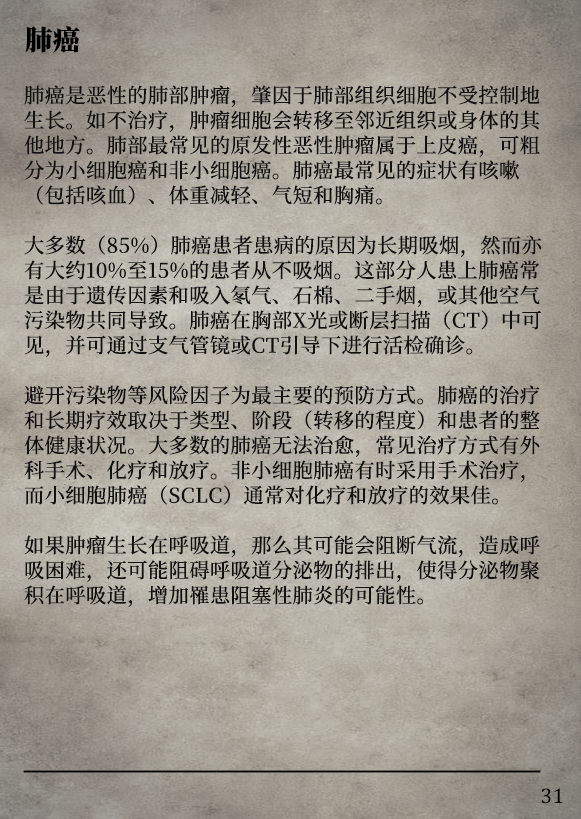 肺癌
肺癌是恶性的肺部肿瘤，肇因于肺部组织细胞不受控制地
生长。如不治疗，肿瘤细胞会转移至邻近组织或身体的其
他地方。肺部最常见的原发性恶性肿瘤属于上皮癌，可粗
分为小细胞癌和非小细胞癌。肺癌最常见的症状有咳嗽
（包括咳血）、体重减轻、气短和胸痛。
大多数（85%）肺癌患者患病的原因为长期吸烟，然而亦
有大约10%至15%的患者从不吸烟。这部分人患上肺癌常
是由于遗传因素和吸入氡气、石棉、二手烟，或其他空气
污染物共同导致。肺癌在胸部X光或断层扫描（CT）中可
见，并可通过支气管镜或CT引导下进行活检确诊。
避开污染物等风险因子为最主要的预防方式。肺癌的治疗
和长期疗效取决于类型、阶段（转移的程度）和患者的整
体健康状况。大多数的肺癌无法治愈，常见治疗方式有外
科手术、化疗和放疗。非小细胞肺癌有时采用手术治疗，
而小细胞肺癌（SCLC）通常对化疗和放疗的效果佳。
如果肿瘤生长在呼吸道，那么其可能会阻断气流，造成呼
吸困难，还可能阻碍呼吸道分泌物的排出，使得分泌物聚
积在呼吸道，增加罹患阻塞性肺炎的可能性。
31